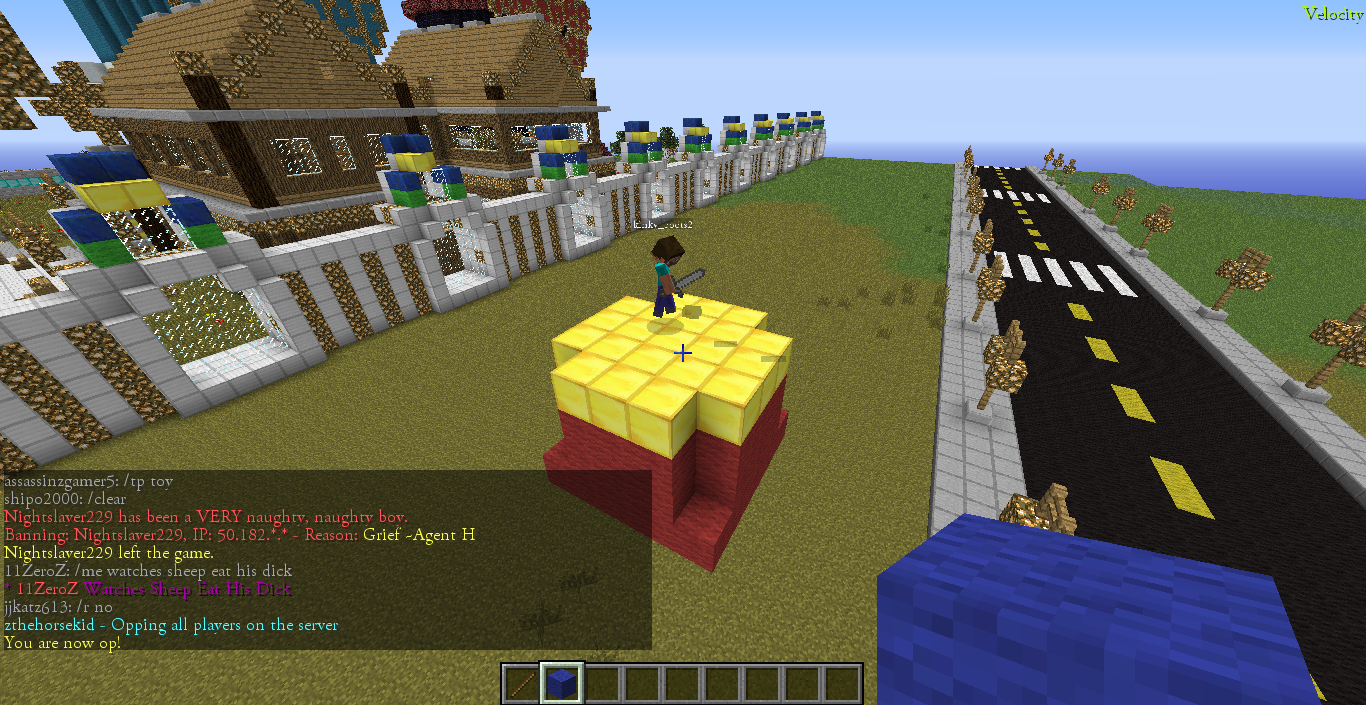 Velocity
kinky_boots2
assassinzgamer5: /tp toy
shipo2000: /clear
Nightslayer229 has been a VERY naughty, naughty boy.
Banning: Nightslayer229, IP: 50.182.*.* - Reason: Grief ~Agent H
Nightslayer229 left the game.
11ZeroZ: /me watches sheep eat his dick
* 11ZeroZ Watches Sheep Eat His Dick
jjkatz613: /r no
zthehorsekid - Opping all players on the server
You are now op!